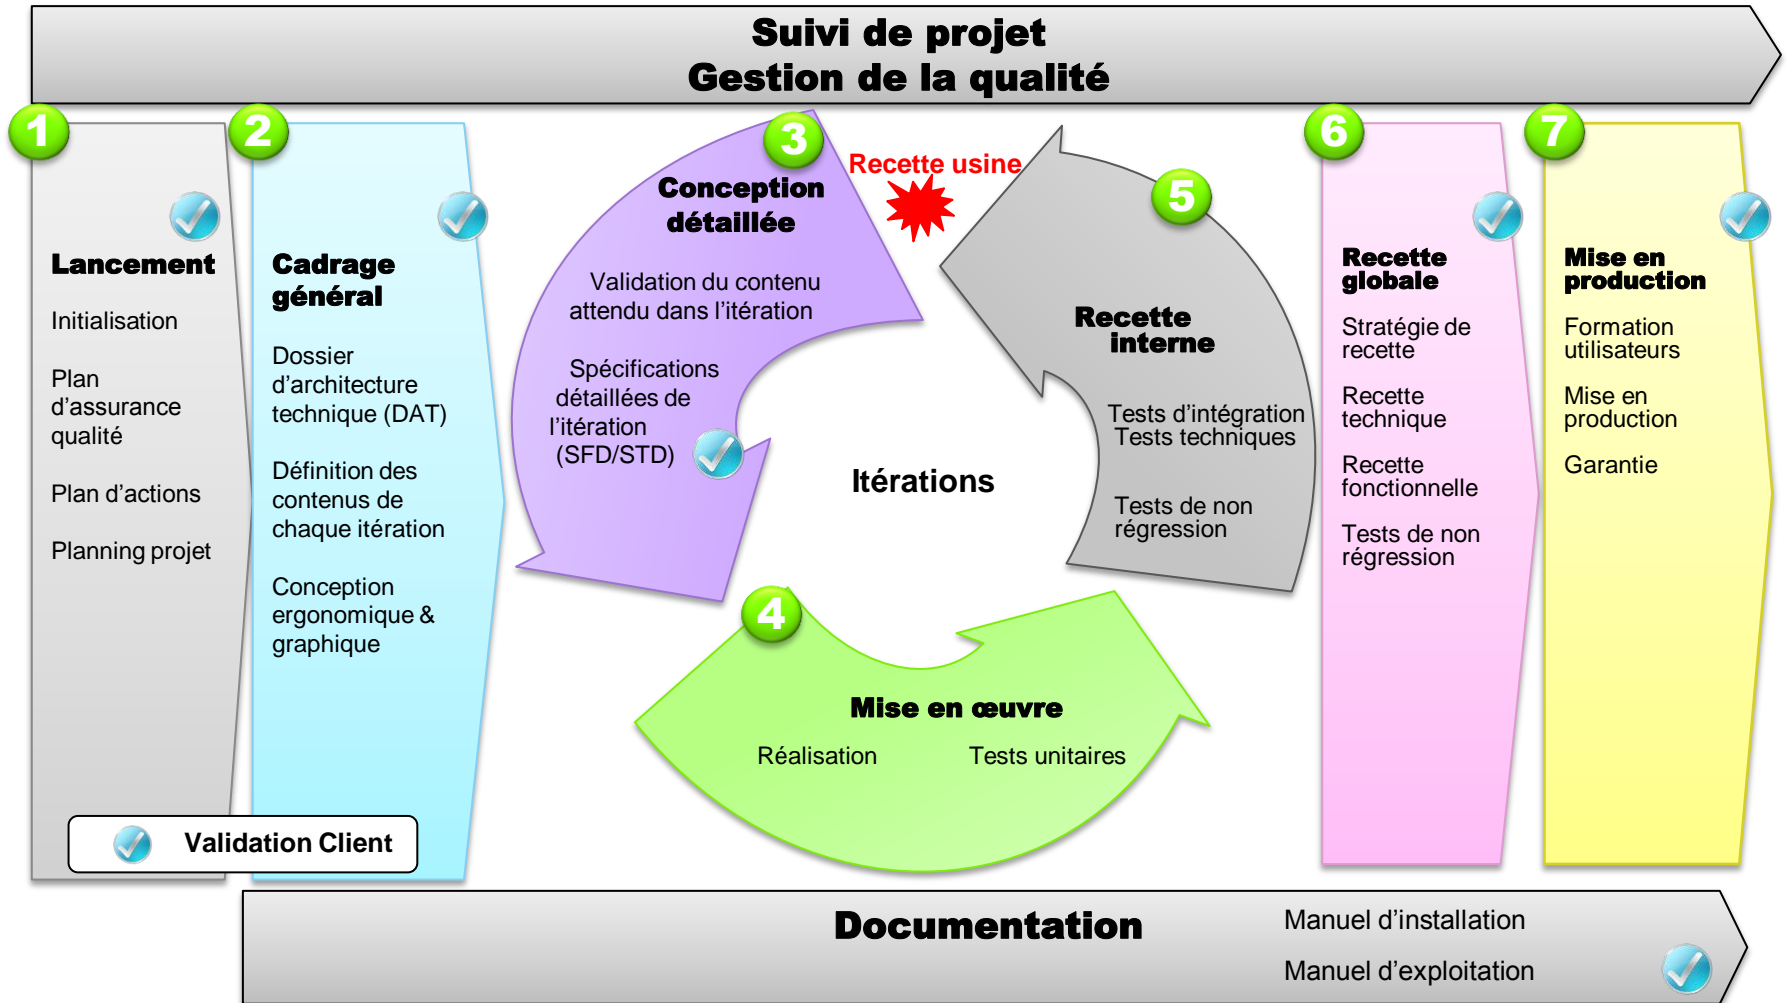 Suivi de projet
Gestion de la qualité
1
Lancement
Initialisation
Plan
d’assurance
qualité
Plan d’actions
Planning projet
2
Cadrage
général
Dossier
d’architecture
technique (DAT)
Définition des
contenus de
chaque itération
Conception
ergonomique &
graphique
3
Conception
détaillée
Validation du contenu
attendu dans l’itération
Spécifications
détaillées de
l’itération
(SFD/STD)
Recette usine
Itérations
4
Mise en œuvre
Réalisation
Tests unitaires
5
Recette
interne
Tests d’intégration
Tests techniques
Tests de non
régression
6
Recette
globale
Stratégie de
recette
Recette
technique
Recette
fonctionnelle
Tests de non
régression
7
Mise en
production
Formation
utilisateurs
Mise en
production
Garantie
Validation Client
Documentation
Manuel d’installation
Manuel d’exploitation